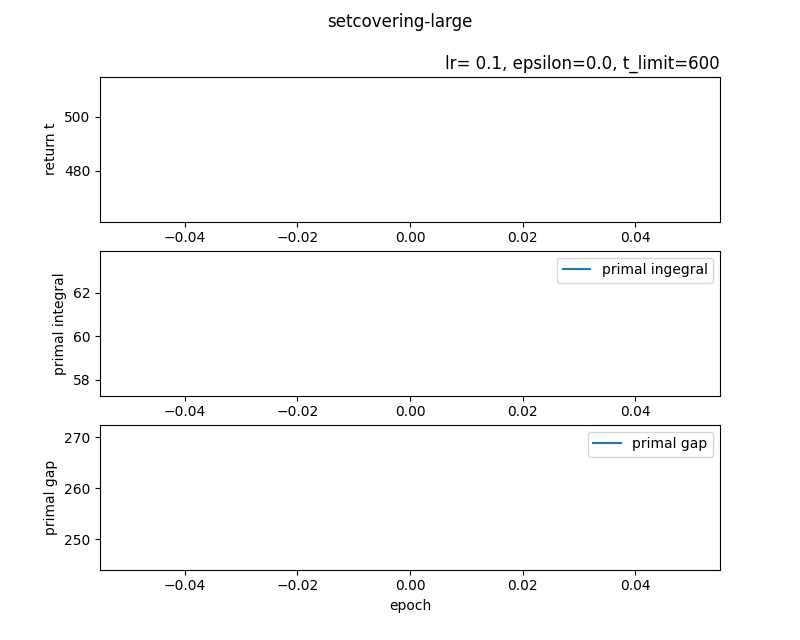 setcovering-large
lr= 0.1, epsilon=0.0, t_limit=600
return t
500
480
−0.04 −0.02 0.00 0.02 0.04
primal integral
62
60
58
primal ingegral
−0.04 −0.02 0.00 0.02 0.04
primal gap
270
260
250
primal gap
−0.04 −0.02 0.00 0.02 0.04
epoch